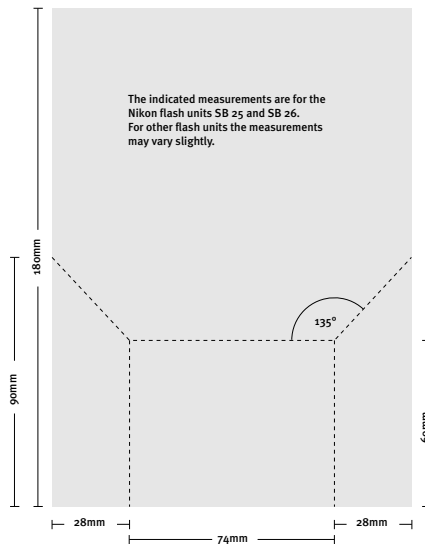 The indicated measurements are for the
Nikon flash units SB 25 and SB 26.
For other flash units the measurements
may vary slightly.
180mm
135°
90mm
28mm
74mm
28mm